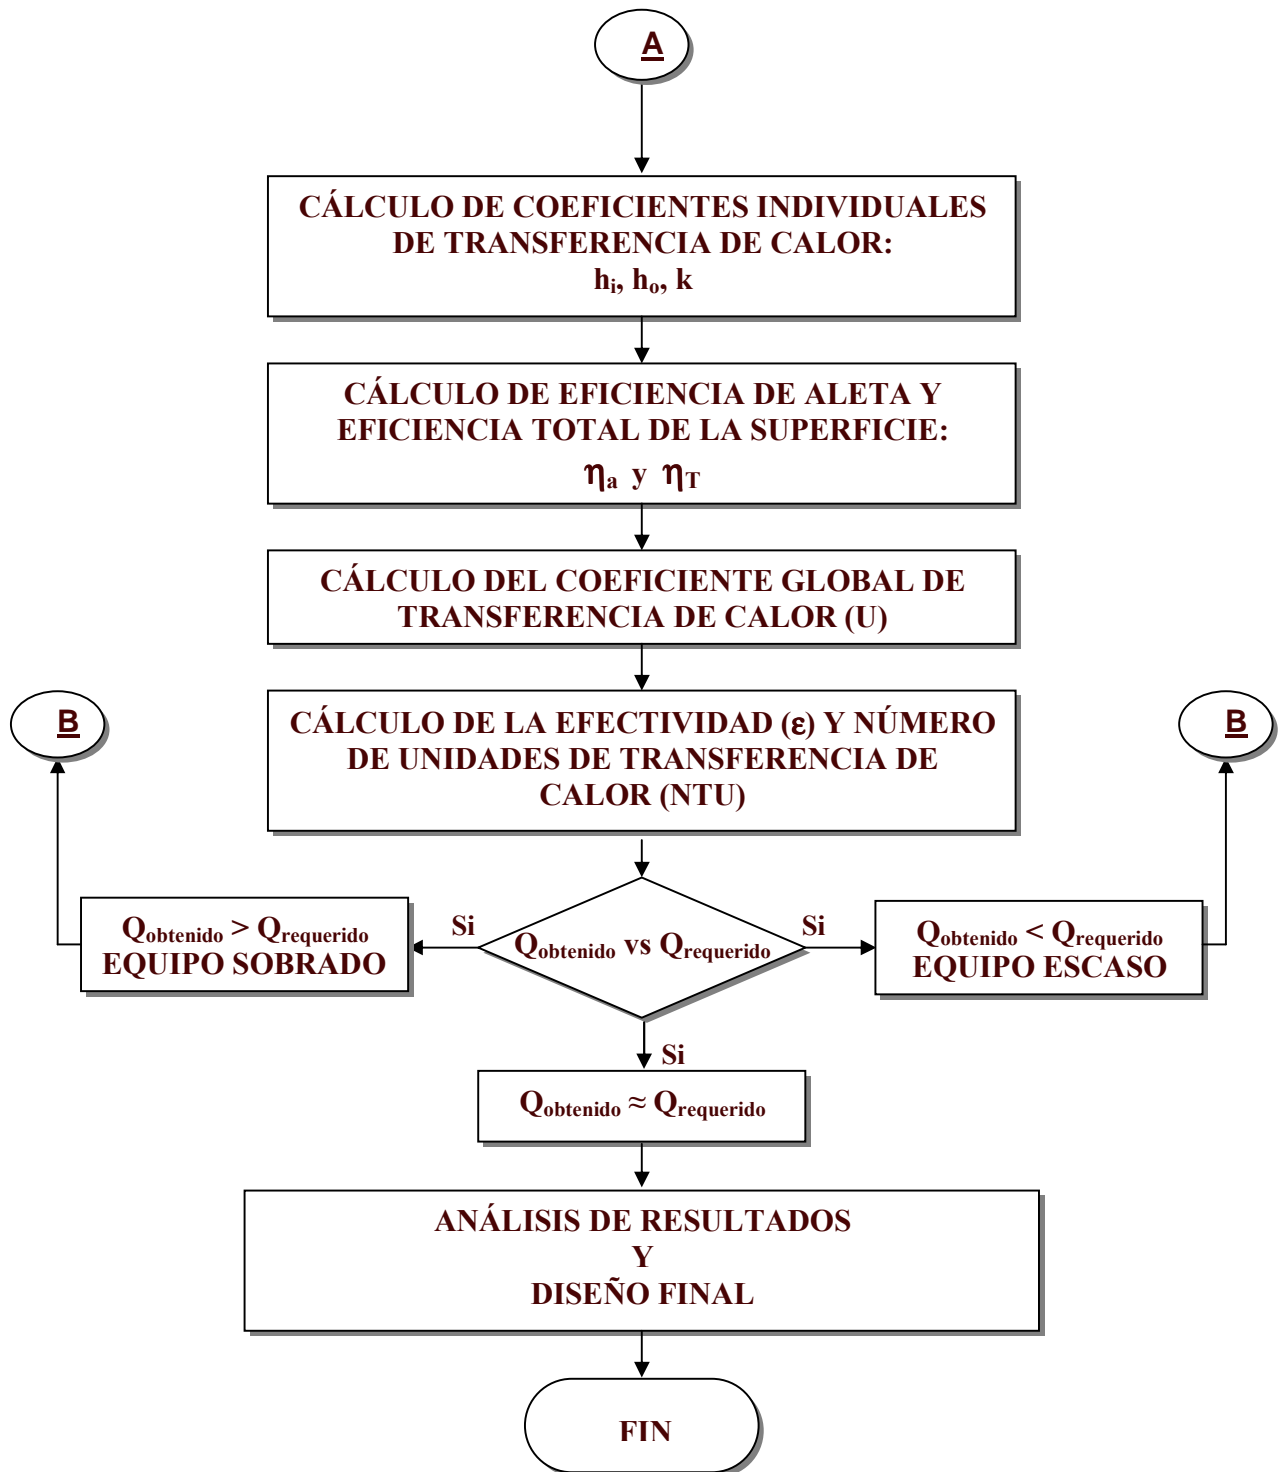 A
CÁLCULO DE COEFICIENTES INDIVIDUALES
DE TRANSFERENCIA DE CALOR:
hi, ho, k
CÁLCULO DE EFICIENCIA DE ALETA Y
EFICIENCIA TOTAL DE LA SUPERFICIE:
ηa y ηT
CÁLCULO DEL COEFICIENTE GLOBAL DE
TRANSFERENCIA DE CALOR (U)
B
CÁLCULO DE LA EFECTIVIDAD (ε) Y NÚMERO
DE UNIDADES DE TRANSFERENCIA DE
CALOR (NTU)
B
Qobtenido > Qrequerido
EQUIPO SOBRADO
Si
Qobtenido vs Qrequerido
Si
Qobtenido < Qrequerido
EQUIPO ESCASO
Si
Qobtenido ≈ Qrequerido
ANÁLISIS DE RESULTADOS
Y
DISEÑO FINAL
FIN